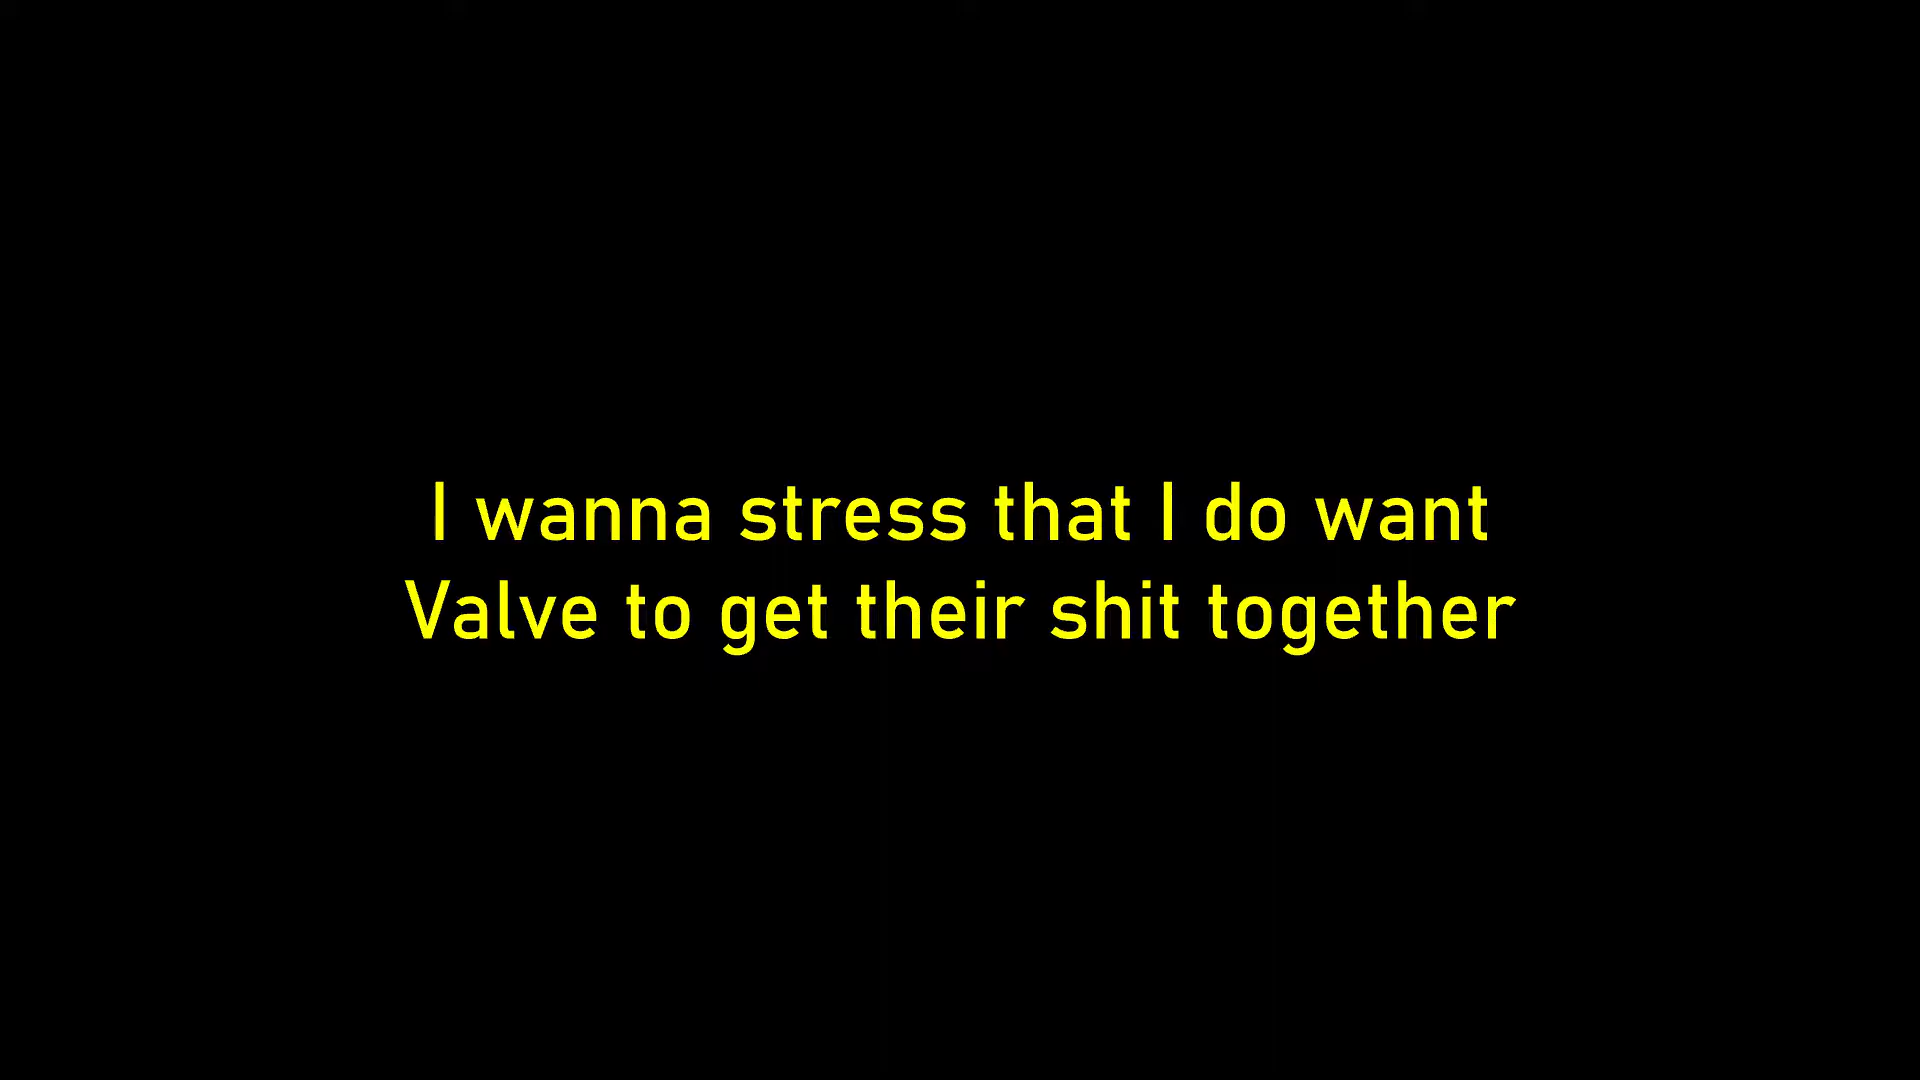 I wanna stress that I do want
Valve to get their shit together